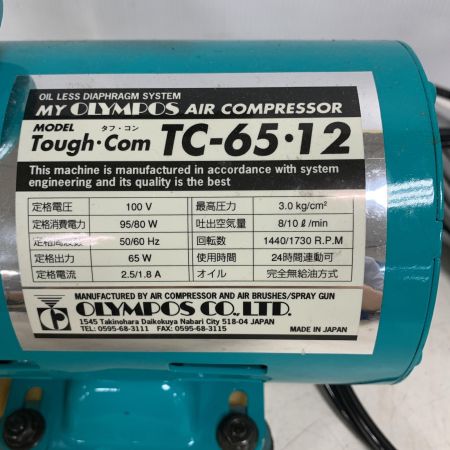 OIL LESS DIAPHRAGM SYSTEM
MY OLYMPOS AIR COMPRESSOR
MODEL タフ・コン
Tough・Com TC-65・12
This machine is manufactured in accordance with system
engineering and its quality is the best
定格電圧 100 V 最高圧力 3.0 kg/cm²
定格消費電力 95/80 W 吐出空気量 8/10 ℓ/min
定格周波数 50/60 Hz 回転数 1440/1730 R.P.M
定格出力 65 W 使用時間 24時間連動可
定格電流 2.5/1.8 A オイル 完全無給油方式
MANUFACTURED BY AIR COMPRESSOR AND AIR BRUSHES/SPRAY GUN
OLYMPOS CO., LTD.
1545 Takinohara Daikokuya Nabari City 518-04 JAPAN
TEL: 0595-68-3111 FAX: 0595-68-3115 MADE IN JAPAN